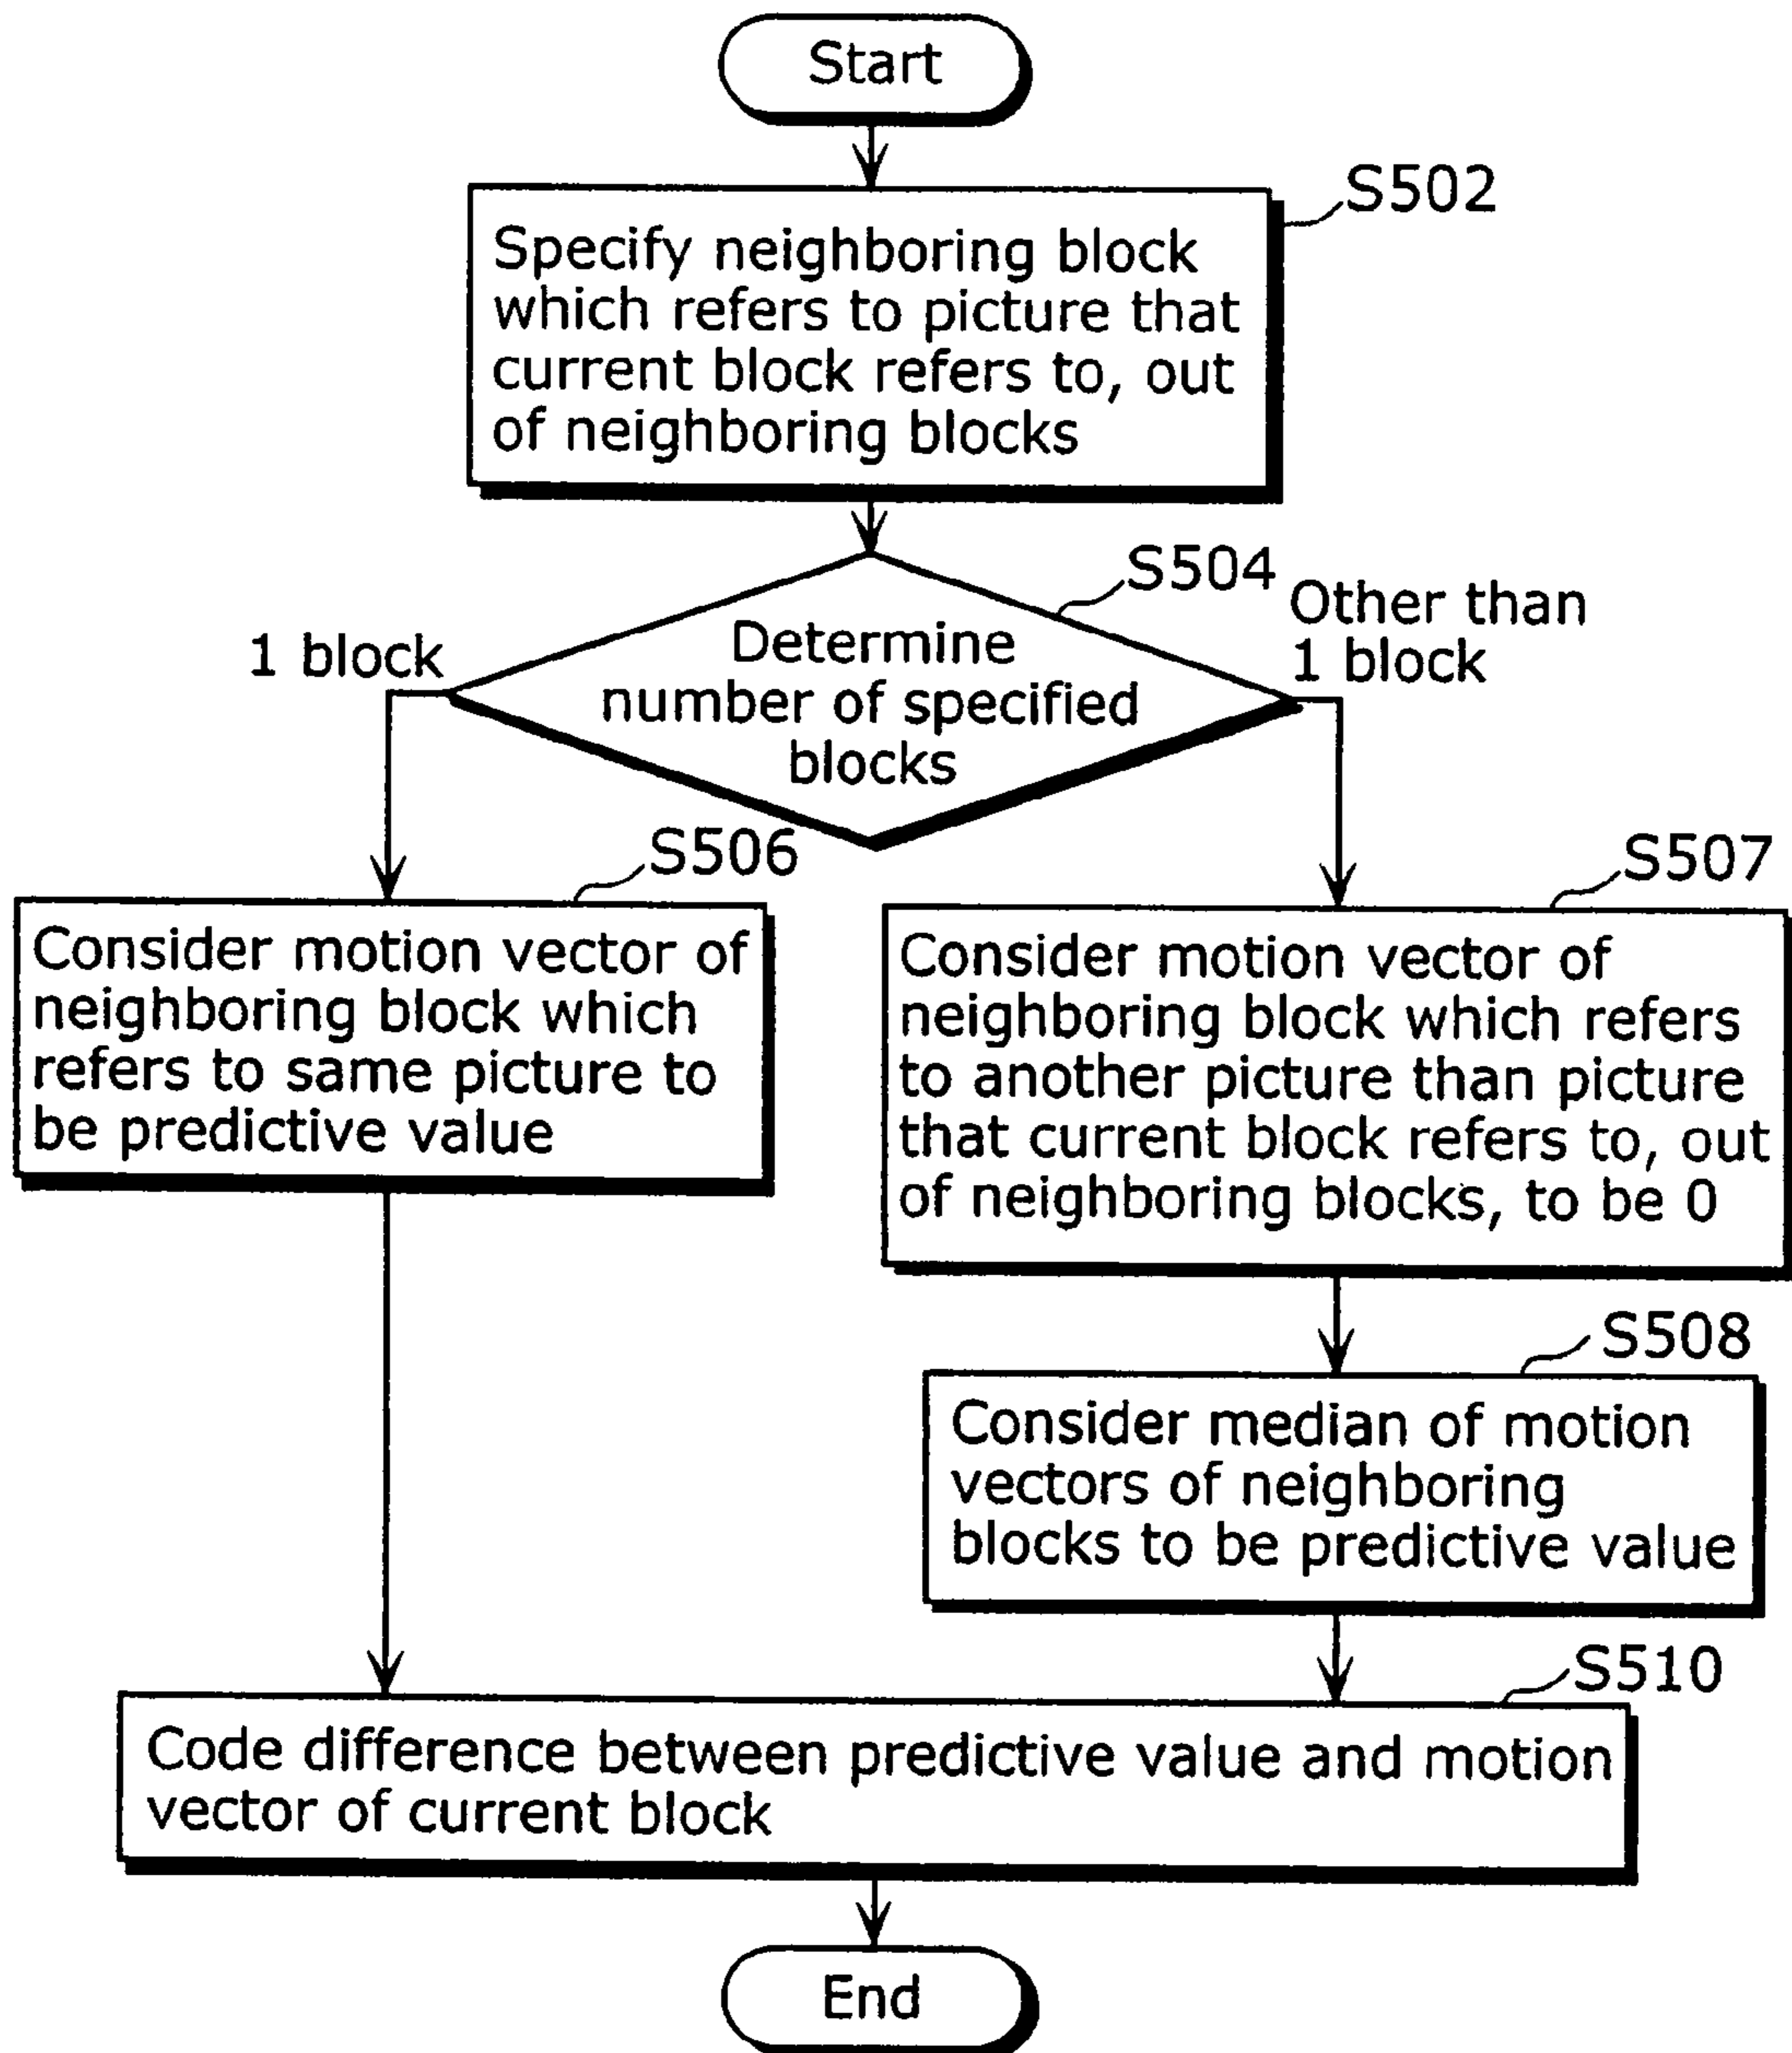 Start
S502
Specify neighboring block
which refers to picture that
current block refers to, out
of neighboring blocks
S504
1 block
Other than
1 block
Determine
number of specified
blocks
S506
Consider motion vector of
neighboring block which
refers to same picture to
be predictive value
S507
Consider motion vector of
neighboring block which refers
to another picture than picture
that current block refers to, out
of neighboring blocks, to be 0
S508
Consider median of motion
vectors of neighboring
blocks to be predictive value
S510
Code difference between predictive value and motion
vector of current block
End